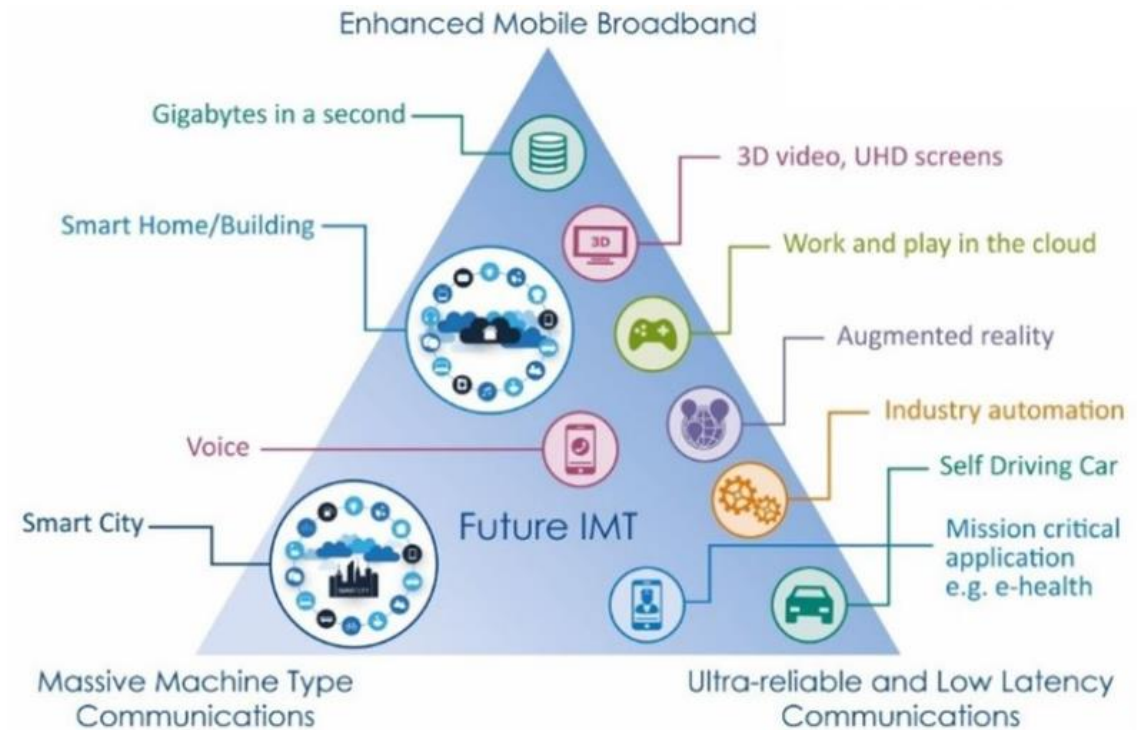 Enhanced Mobile Broadband
Gigabytes in a second
3D video, UHD screens
Smart Home/Building
3D
Work and play in the cloud
Augmented reality
Industry automation
Voice
Self Driving Car
Smart City
Future IMT
Mission critical
application
e.g. e-health
SMART CITY
Massive Machine Type
Communications
Ultra-reliable and Low Latency
Communications